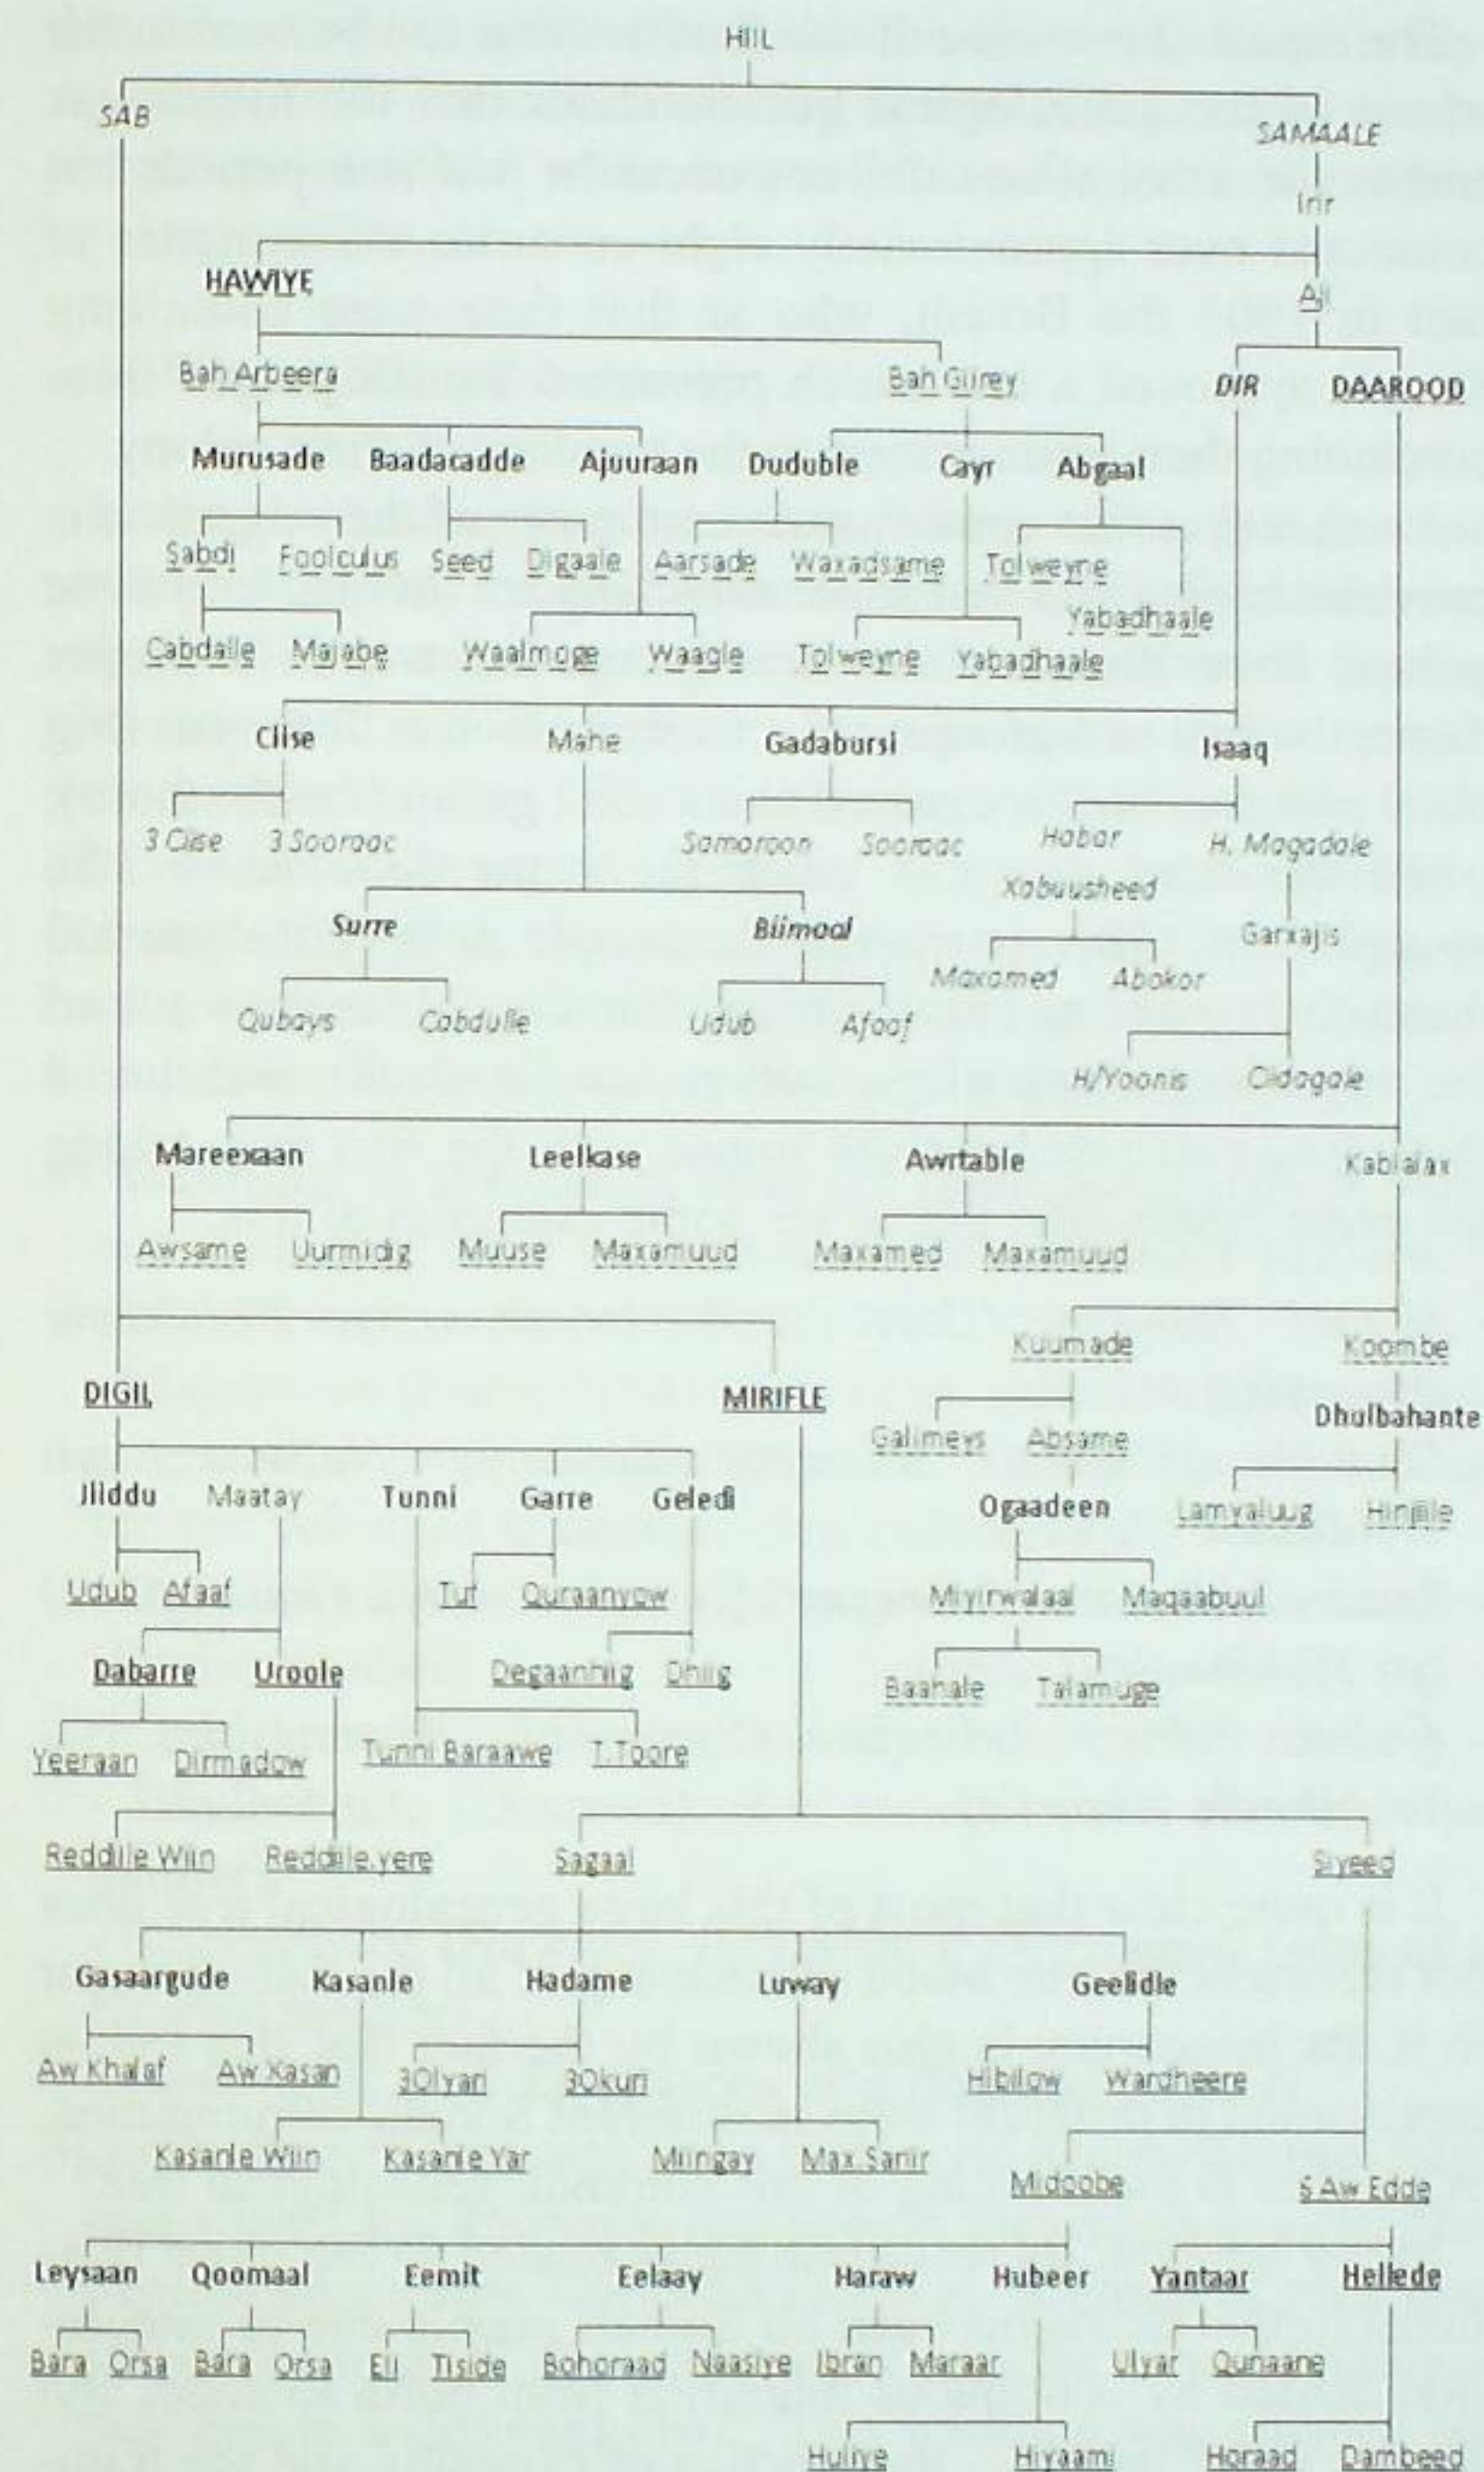 HIIL
SAB
SAMAALE
Irir
HAWIYE
Aji
Bah Arbeera Bah Girey DIR DAAROOD
Murusade Baadacadde Ajuuraan Duduble Cayr Abgaal
Sabdi Foolculus Seed Digaale Aarsade Waxadsame Tolweyne
Yabadhaale
Cabdalle Majabe Waalmoge Waaqle Tolweyne Yabadhaale
Ciise Mahe Gadabursi Isaaq
3 Ciise 3 Sooraac Samaroon Sooraac Habar H. Magadale
Xabuusheed
Surre Biimaal Garxajis
Maxamed Abokor
Qubays Cabdulle Udub Afaaf
H/Yoonis Cidagale
Mareexaan Leelkase Awrtable Kablalax
Awsame Uurmidig Muuse Maxamuud Maxamed Maxamuud
Kuumade Koombe
DIGIL MIRIFLE
Dhulbahante
Galimeys Absame
Jiiddu Maatay Tunni Garre Geledi
Ogaadeen Lamyaluug Hinjiile
Udub Afaaf Tuf Quraanyow
Miyirwalaal Maqaabuul
Dabarre Uroole Degaanhiig Dhiig
Baahale Talamuge
Yeeraan Dirmadow Tunni Baraawe T.Toore
Reddiile Wiin Reddiile.yere Sagaal Siyeed
Gasaargude Kasanle Hadame Luway Geelidle
Aw Khalaf Aw Xasan 3Olyan 3Okuri Hibilow Wardheere
Kasanle Wiin Kasanle Yar Miingay Max.Sanir
Midoobe 6 Aw Edde
Leysaan Qoomaal Eemit Eelaay Haraw Hubeer Yantaar Hellede
Bara Orsa Bara Orsa Eli Tiside Bohoraad Naasiye Ibran Maraar Ulyar Qunaane
Huliye Hiyaami Horaad Dambeed